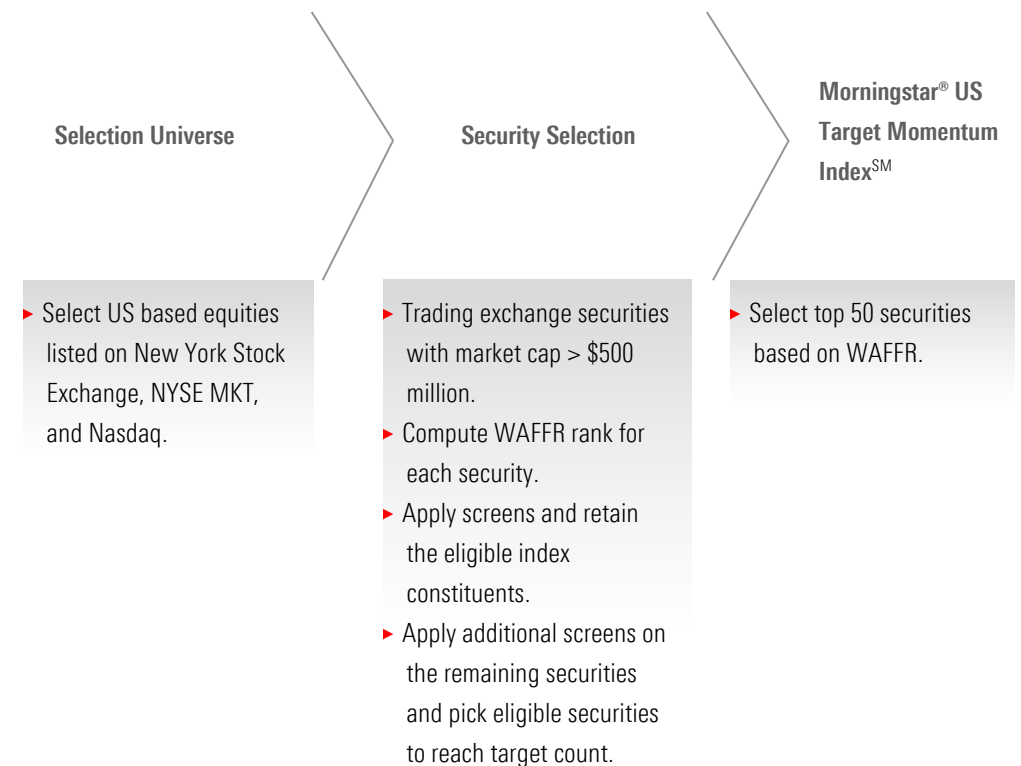 Selection Universe
Security Selection
Morningstar® US
Target Momentum
Index℠
► Select US based equities
listed on New York Stock
Exchange, NYSE MKT,
and Nasdaq.
► Trading exchange securities
with market cap > $500
million.
► Compute WAFFR rank for
each security.
► Apply screens and retain
the eligible index
constituents.
► Apply additional screens on
the remaining securities
and pick eligible securities
to reach target count.
► Select top 50 securities
based on WAFFR.